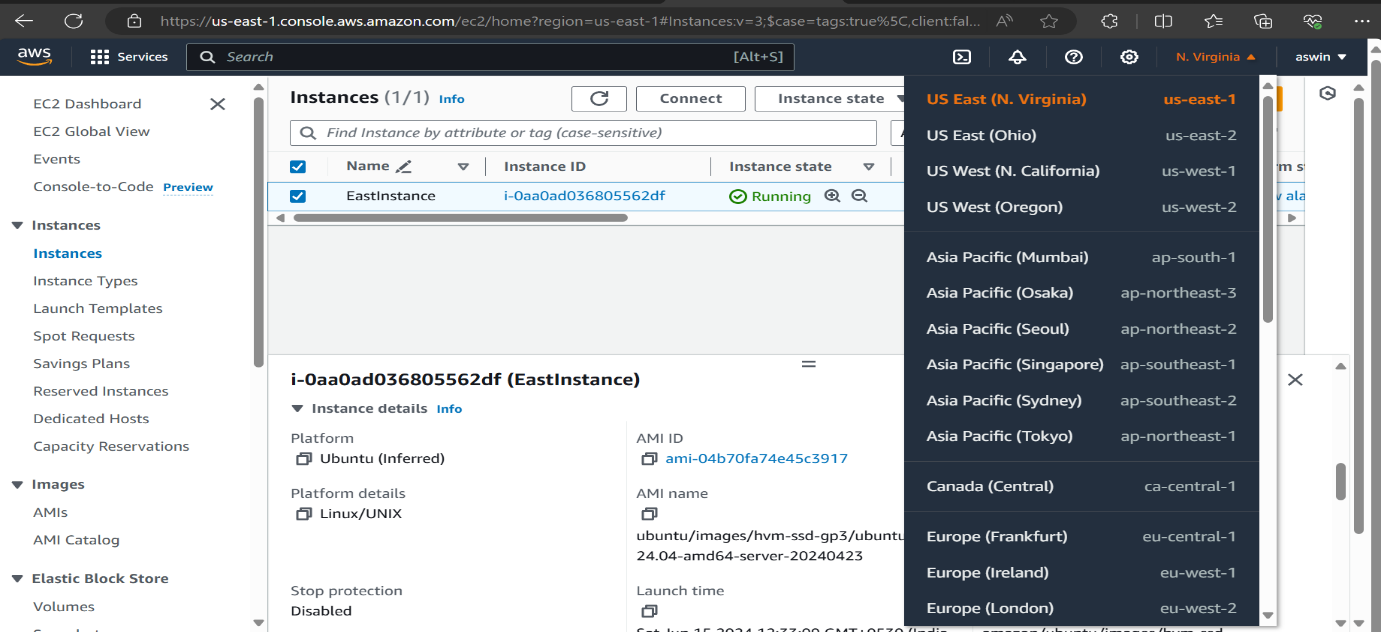 https://us-east-1.console.aws.amazon.com/ec2/home?region=us-east-1#Instances:v=3;$case=tags:true%5C,client:fal...
aws
Services
Search
[Alt+S]
N. Virginia
aswin
EC2 Dashboard
EC2 Global View
Events
Console-to-Code Preview
Instances
Instances
Instance Types
Launch Templates
Spot Requests
Savings Plans
Reserved Instances
Dedicated Hosts
Capacity Reservations
Images
AMIs
AMI Catalog
Elastic Block Store
Volumes
Instances (1/1) Info
Connect
Instance state
Find Instance by attribute or tag (case-sensitive)
Name
Instance ID
Instance state
EastInstance
i-0aa0ad036805562df
Running
i-0aa0ad036805562df (EastInstance)
Instance details Info
Platform
Ubuntu (Inferred)
Platform details
Linux/UNIX
Stop protection
Disabled
AMI ID
ami-04b70fa74e45c3917
AMI name
ubuntu/images/hvm-ssd-gp3/ubuntu
24.04-amd64-server-20240423
Launch time
US East (N. Virginia) us-east-1
US East (Ohio) us-east-2
US West (N. California) us-west-1
US West (Oregon) us-west-2
Asia Pacific (Mumbai) ap-south-1
Asia Pacific (Osaka) ap-northeast-3
Asia Pacific (Seoul) ap-northeast-2
Asia Pacific (Singapore) ap-southeast-1
Asia Pacific (Sydney) ap-southeast-2
Asia Pacific (Tokyo) ap-northeast-1
Canada (Central) ca-central-1
Europe (Frankfurt) eu-central-1
Europe (Ireland) eu-west-1
Europe (London) eu-west-2